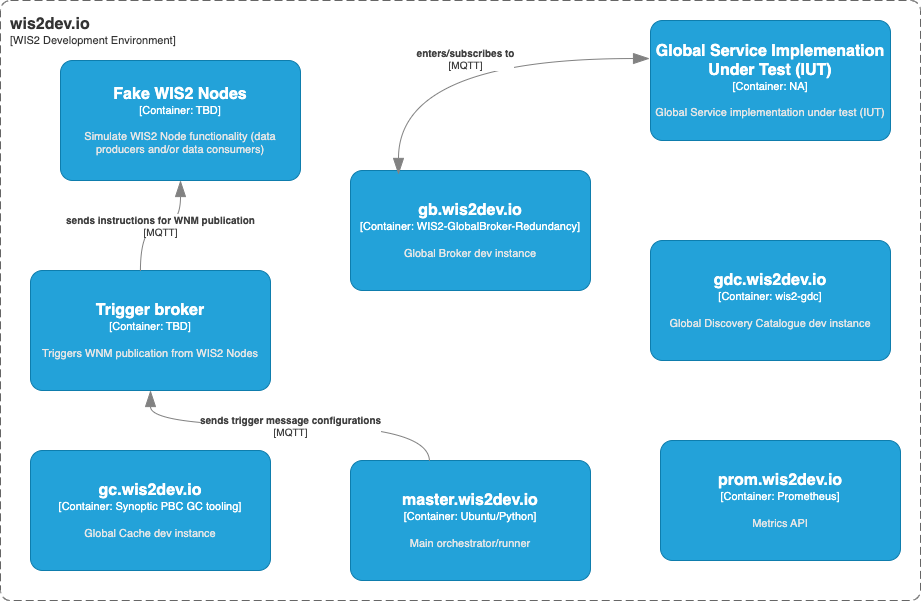 wis2dev.io
[WIS2 Development Environment]
Fake WIS2 Nodes
[Container: TBD]
Simulate WIS2 Node functionality (data
producers and/or data consumers)
enters/subscribes to
[MQTT]
Global Service Implemenation
Under Test (IUT)
[Container: NA]
Global Service implementation under test (IUT)
sends instructions for WNM publication
[MQTT]
gb.wis2dev.io
[Container: WIS2-GlobalBroker-Redundancy]
Global Broker dev instance
Trigger broker
[Container: TBD]
Triggers WNM publication from WIS2 Nodes
gdc.wis2dev.io
[Container: wis2-gdc]
Global Discovery Catalogue dev instance
sends trigger message configurations
[MQTT]
gc.wis2dev.io
[Container: Synoptic PBC GC tooling]
Global Cache dev instance
master.wis2dev.io
[Container: Ubuntu/Python]
Main orchestrator/runner
prom.wis2dev.io
[Container: Prometheus]
Metrics API